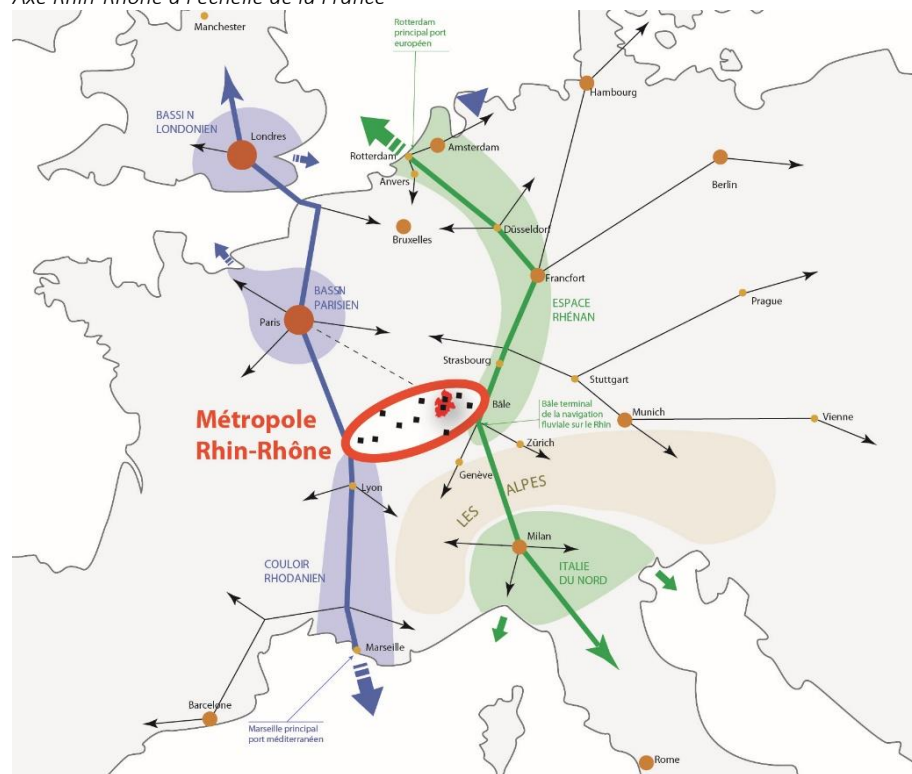 Axe Rhin-Rhône à l'échelle de la France
Manchester
Rotterdam
principal port
européen
Hambourg
BASSI N
LONDONIEN
Londres
Amsterdam
Rotterdam
Anvers
Berlin
Bruxelles
Düsseldorf
Francfort
BASSIN
PARISIEN
Paris
ESPACE
RHÉNAN
Prague
Strasbourg
Stuttgart
Métropole
Rhin-Rhône
Bâle
Bâle terminal
de la navigation
fluviale sur le Rhin
Munich
Vienne
Zürich
Genève
Lyon
LES
ALPES
Milan
COULOIR
RHODANIEN
ITALIE
DU NORD
Marseille
Barcelone
Marseille principal
port méditerranéen
Rome